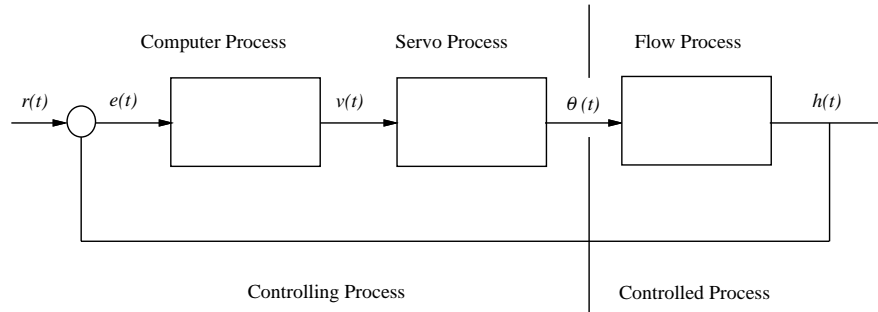 Computer Process Servo Process Flow Process
r(t) e(t) v(t) θ(t) h(t)
Controlling Process Controlled Process